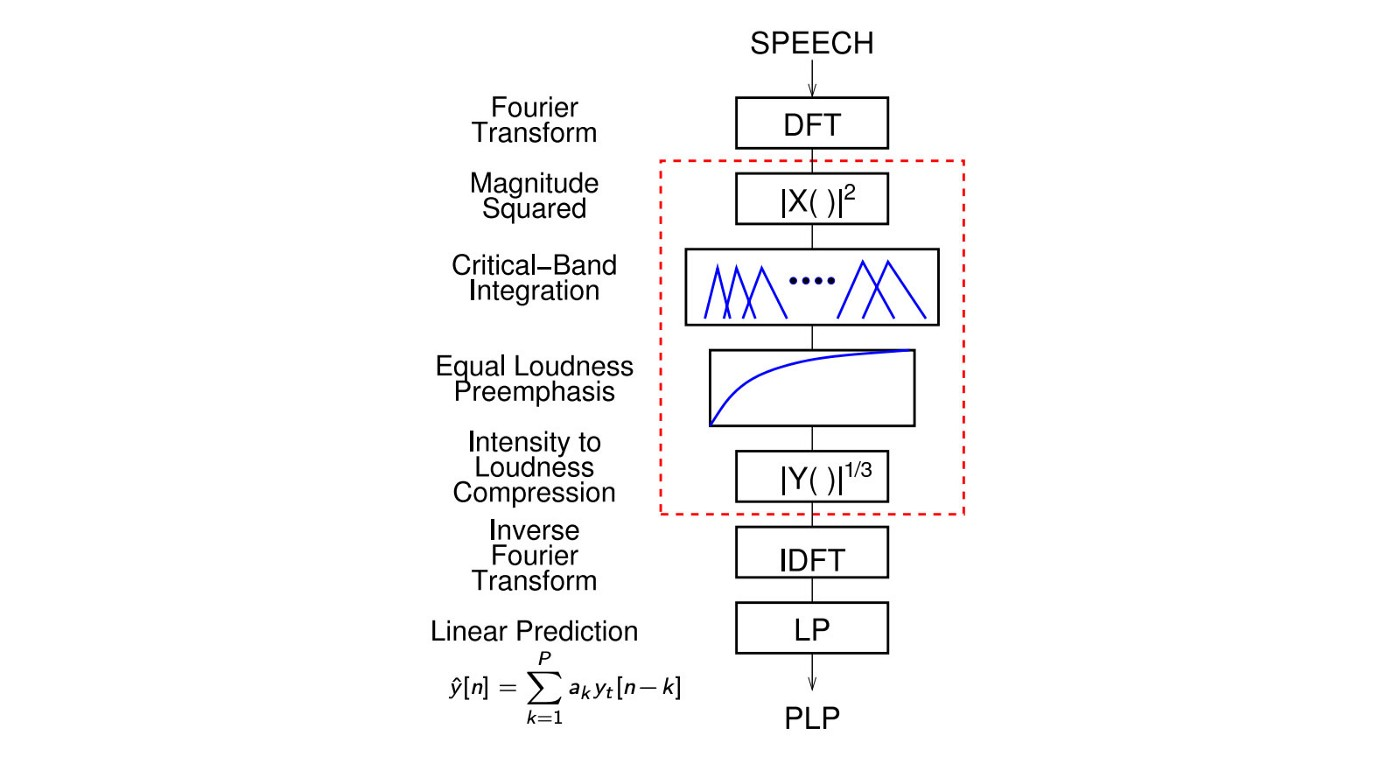 SPEECH
Fourier
Transform
DFT
Magnitude
Squared
|X( )|²
Critical–Band
Integration
Equal Loudness
Preemphasis
Intensity to
Loudness
Compression
|Y( )|^{1/3}
Inverse
Fourier
Transform
IDFT
Linear Prediction
LP
ŷ[n] = \sum_{k=1}^{P} a_k y_t[n−k]
PLP